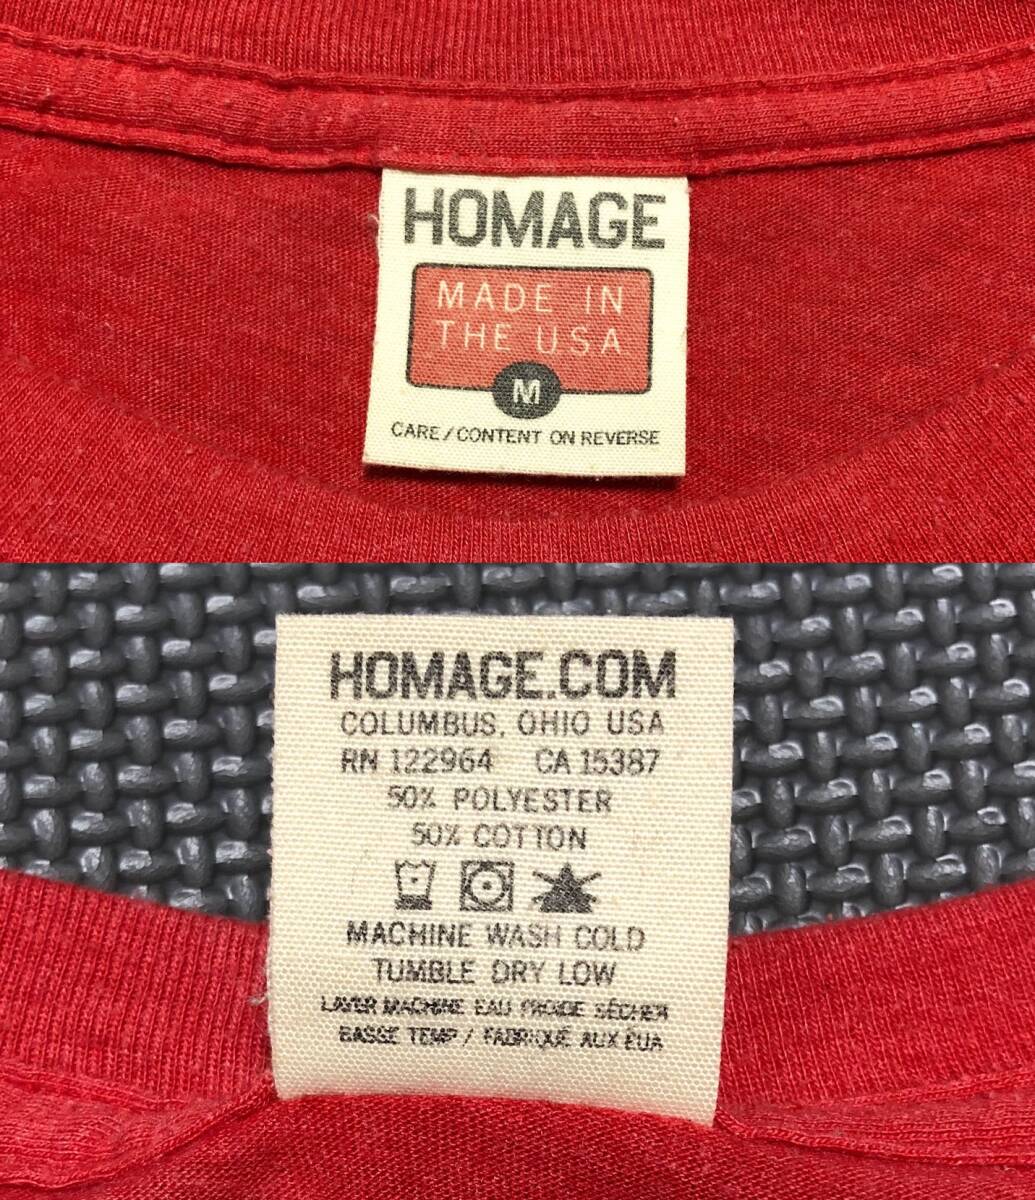 HOMAGE
MADE IN
THE USA
M
CARE/CONTENT ON REVERSE
HOMAGE.COM
COLUMBUS, OHIO USA
RN 122964 CA 15387
50% POLYESTER
50% COTTON
MACHINE WASH COLD
TUMBLE DRY LOW
LAVER MACHINE EAU FROIDE SÉCHER
BASSE TEMP / FABRIQUÉ AUX ÉUA